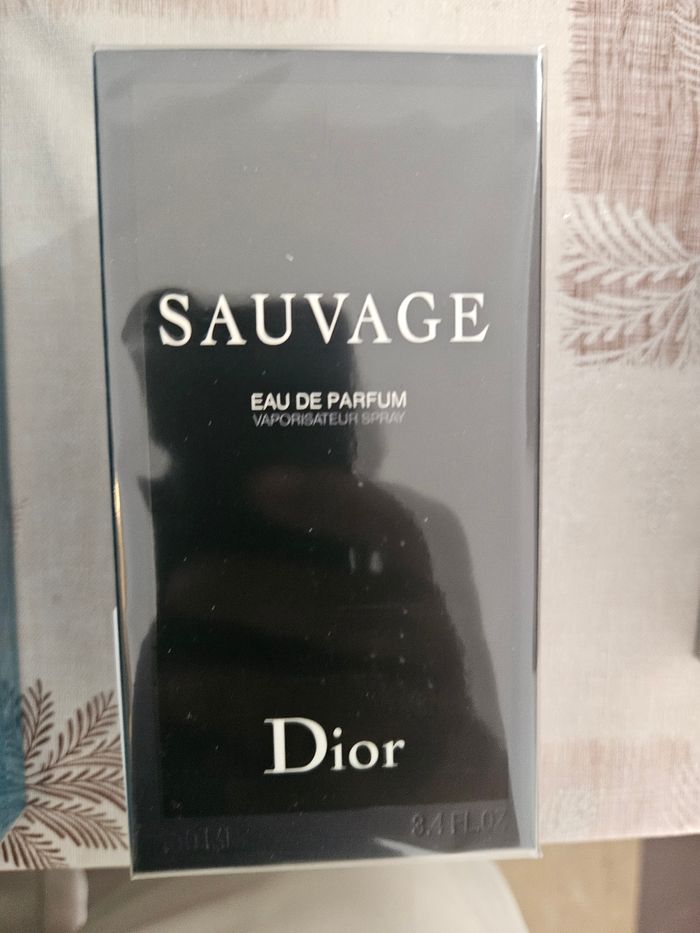 SAUVAGE
EAU DE PARFUM
VAPORISATEUR SPRAY
Dior
8.4 FL.OZ